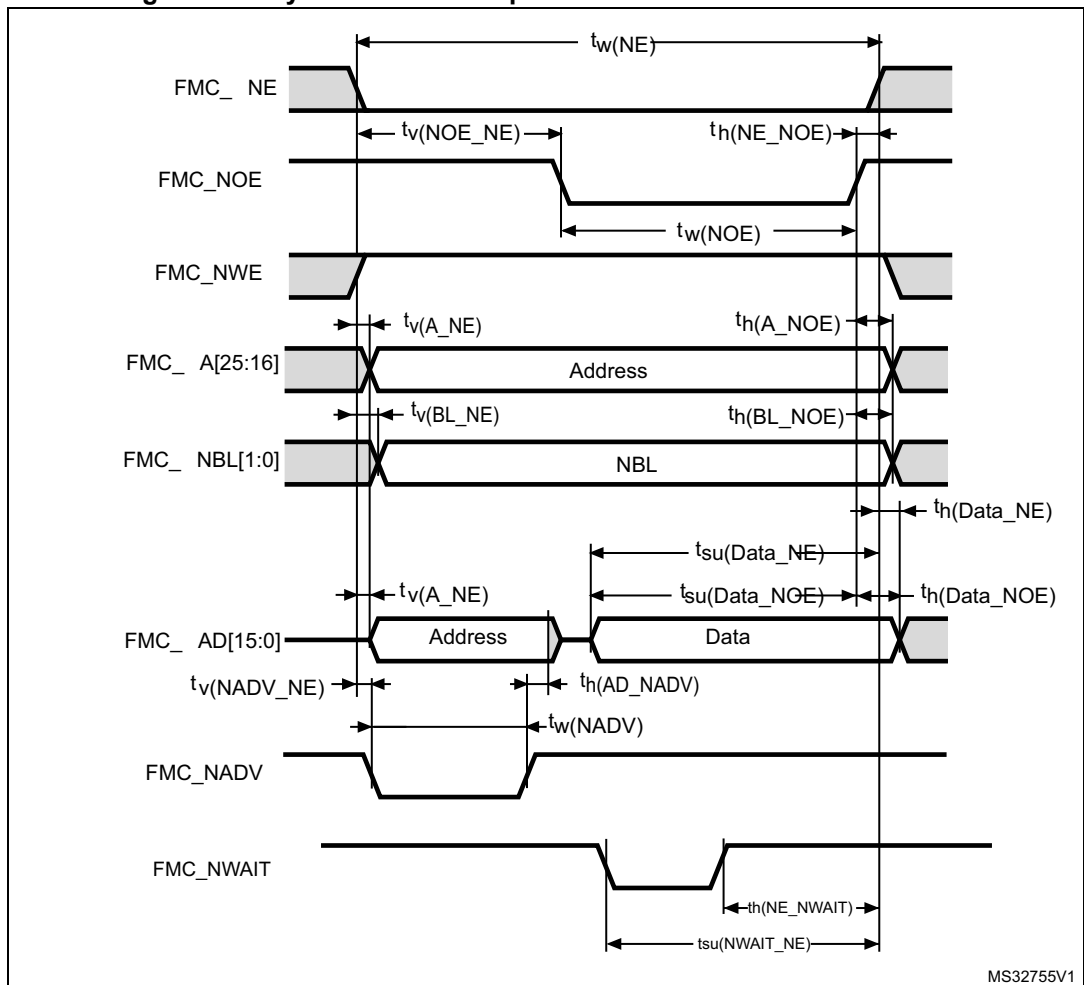 tw(NE)
FMC_ NE
tv(NOE_NE)
th(NE_NOE)
FMC_NOE
tw(NOE)
FMC_NWE
tv(A_NE)
th(A_NOE)
FMC_ A[25:16]
Address
tv(BL_NE)
th(BL_NOE)
FMC_ NBL[1:0]
NBL
th(Data_NE)
tsu(Data_NE)
tv(A_NE)
tsu(Data_NOE)
th(Data_NOE)
FMC_ AD[15:0]
Address
Data
tv(NADV_NE)
th(AD_NADV)
tw(NADV)
FMC_NADV
FMC_NWAIT
th(NE_NWAIT)
tsu(NWAIT_NE)
MS32755V1